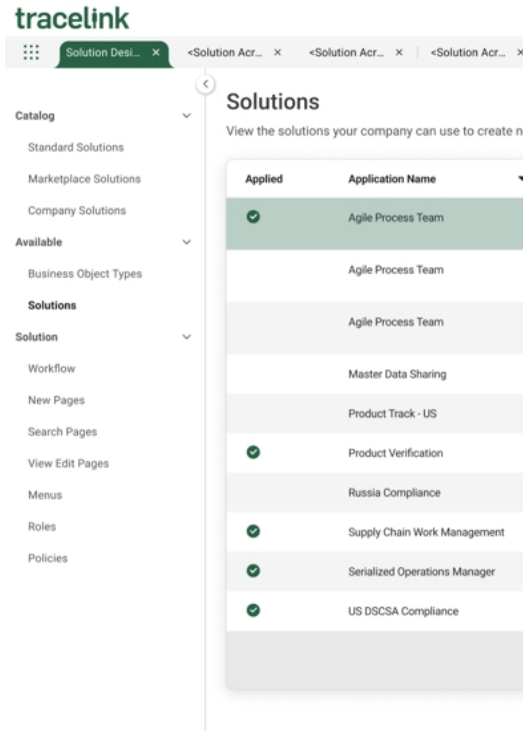 tracelink
Solution Desi... × <Solution Acr... × <Solution Acr... × <Solution Acr... ×
Catalog
Standard Solutions
Marketplace Solutions
Company Solutions
Available
Business Object Types
Solutions
Solution
Workflow
New Pages
Search Pages
View Edit Pages
Menus
Roles
Policies
Solutions
View the solutions your company can use to create n
Applied Application Name
Agile Process Team
Agile Process Team
Agile Process Team
Master Data Sharing
Product Track - US
Product Verification
Russia Compliance
Supply Chain Work Management
Serialized Operations Manager
US DSCSA Compliance